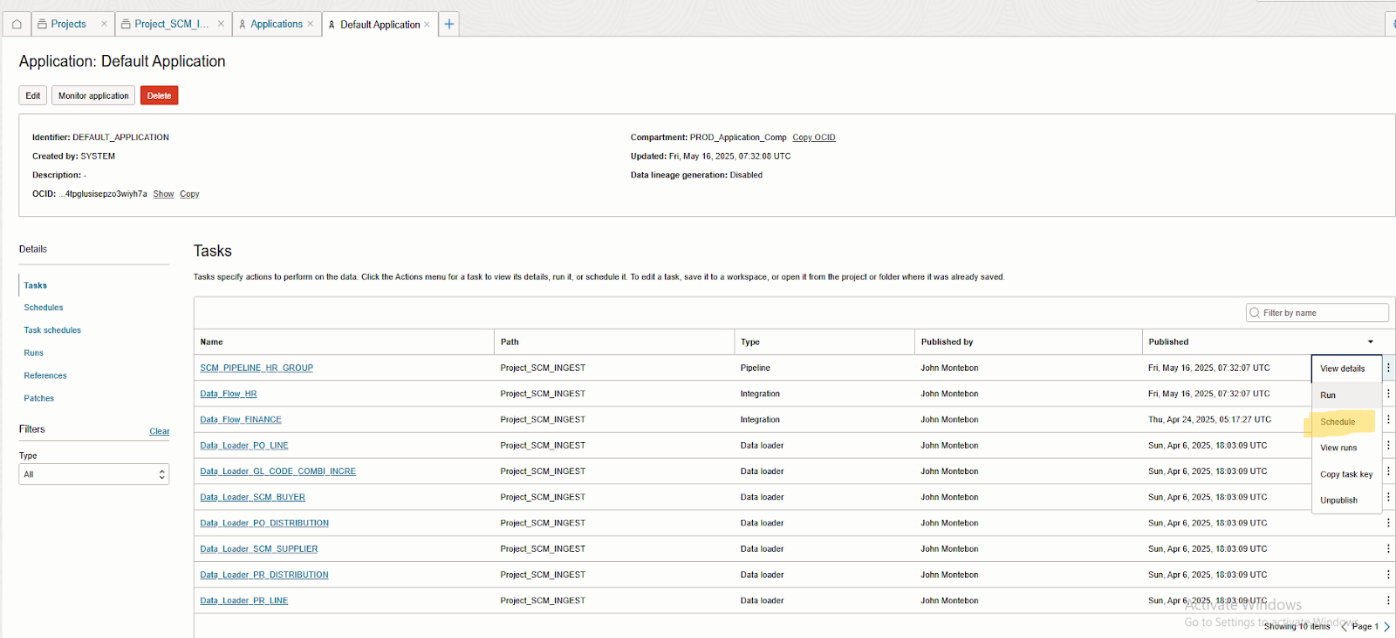 Projects × Project_SCM_I... × Applications × Default Application × +
Application: Default Application
Edit Monitor application Delete
Identifier: DEFAULT_APPLICATION
Created by: SYSTEM
Description: -
OCID: ...4tpglusisepzo3wiyh7a Show Copy
Compartment: PROD_Application_Comp Copy OCID
Updated: Fri, May 16, 2025, 07:32:08 UTC
Data lineage generation: Disabled
Details
Tasks
Schedules
Task schedules
Runs
References
Patches
Filters Clear
Type
All
Tasks
Tasks specify actions to perform on the data. Click the Actions menu for a task to view its details, run it, or schedule it. To edit a task, save it to a workspace, or open it from the project or folder where it was already saved.
Filter by name
Name Path Type Published by Published
SCM_PIPELINE_HR_GROUP Project_SCM_INGEST Pipeline John Montebon Fri, May 16, 2025, 07:32:07 UTC
Data_Flow_HR Project_SCM_INGEST Integration John Montebon Fri, May 16, 2025, 07:32:07 UTC
Data_Flow_FINANCE Project_SCM_INGEST Integration John Montebon Thu, Apr 24, 2025, 05:17:27 UTC
Data_Loader_PO_LINE Project_SCM_INGEST Data loader John Montebon Sun, Apr 6, 2025, 18:03:09 UTC
Data_Loader_GL_CODE_COMBI_INCRE Project_SCM_INGEST Data loader John Montebon Sun, Apr 6, 2025, 18:03:09 UTC
Data_Loader_SCM_BUYER Project_SCM_INGEST Data loader John Montebon Sun, Apr 6, 2025, 18:03:09 UTC
Data_Loader_PO_DISTRIBUTION Project_SCM_INGEST Data loader John Montebon Sun, Apr 6, 2025, 18:03:09 UTC
Data_Loader_SCM_SUPPLIER Project_SCM_INGEST Data loader John Montebon Sun, Apr 6, 2025, 18:03:09 UTC
Data_Loader_PR_DISTRIBUTION Project_SCM_INGEST Data loader John Montebon Sun, Apr 6, 2025, 18:03:09 UTC
Data_Loader_PR_LINE Project_SCM_INGEST Data loader John Montebon Sun, Apr 6, 2025, 18:03:09 UTC
View details
Run
Schedule
View runs
Copy task key
Unpublish
Activate Windows
Go to Settings to activate Windows.
Showing 10 items < Page 1 >